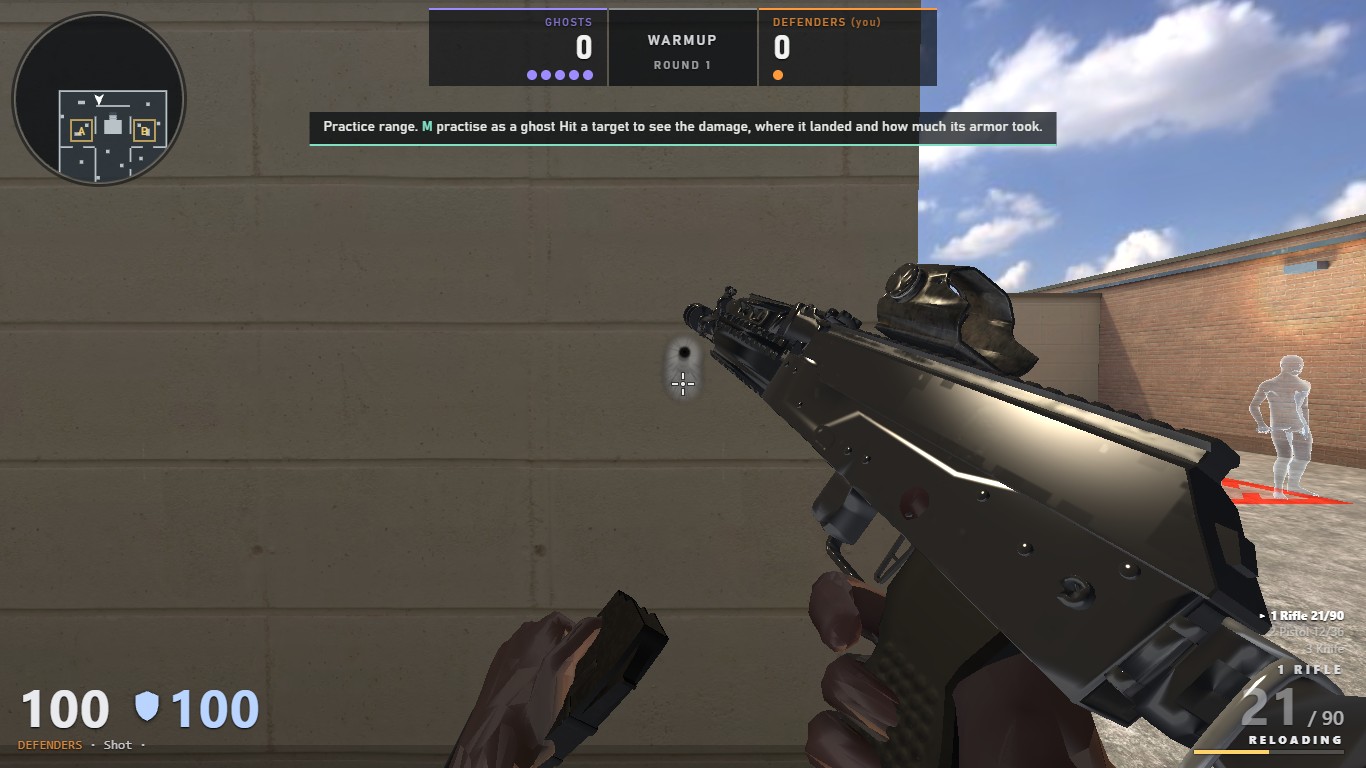 GHOSTS
0
WARMUP
ROUND 1
DEFENDERS (you)
0
Practice range. M practise as a ghost Hit a target to see the damage, where it landed and how much its armor took.
A
B
1 Rifle 21/90
2 Pistol 12/36
3 Knife
1 RIFLE
21 / 90
RELOADING
100 100
DEFENDERS · Shot ·